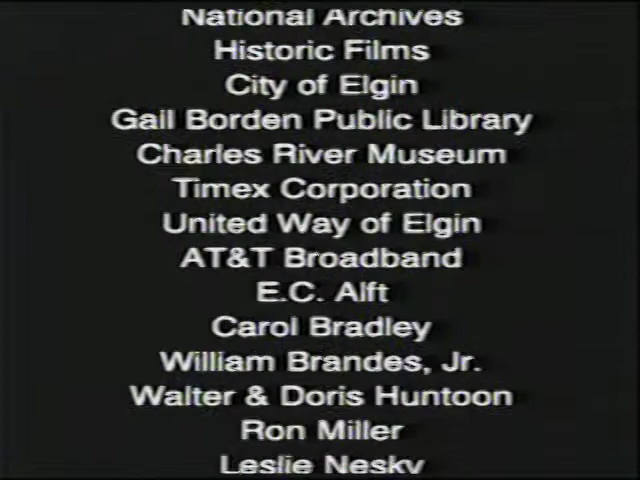 National Archives
Historic Films
City of Elgin
Gail Borden Public Library
Charles River Museum
Timex Corporation
United Way of Elgin
AT&T Broadband
E.C. Alft
Carol Bradley
William Brandes, Jr.
Walter & Doris Huntoon
Ron Miller
Leslie Nesky